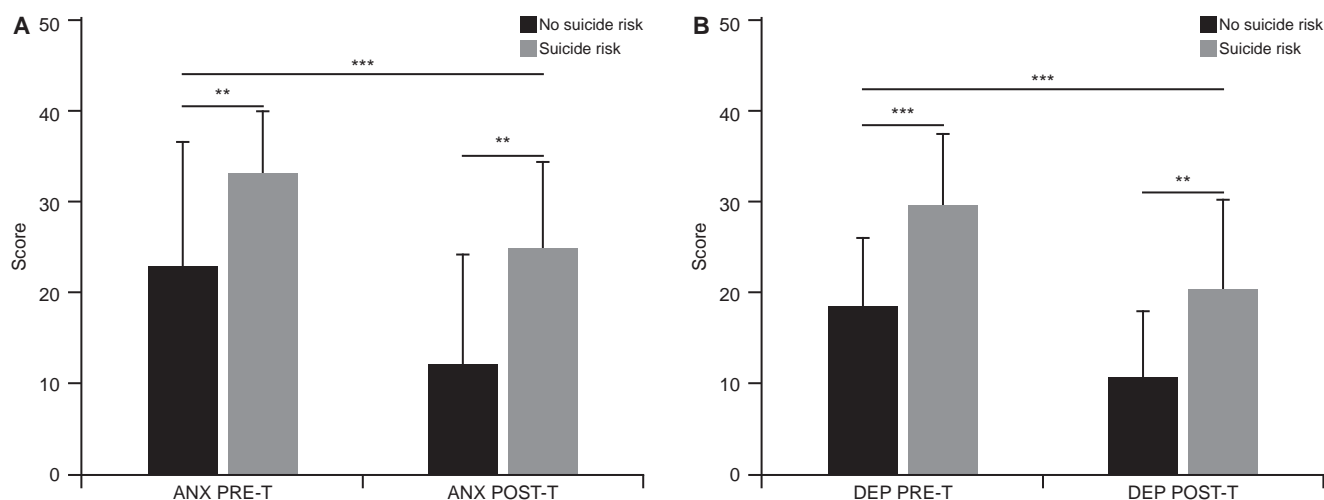 A
No suicide risk
Suicide risk
Score
50
40
30
20
10
0
***
**
**
ANX PRE-T
ANX POST-T
B
No suicide risk
Suicide risk
Score
50
40
30
20
10
0
***
***
**
DEP PRE-T
DEP POST-T